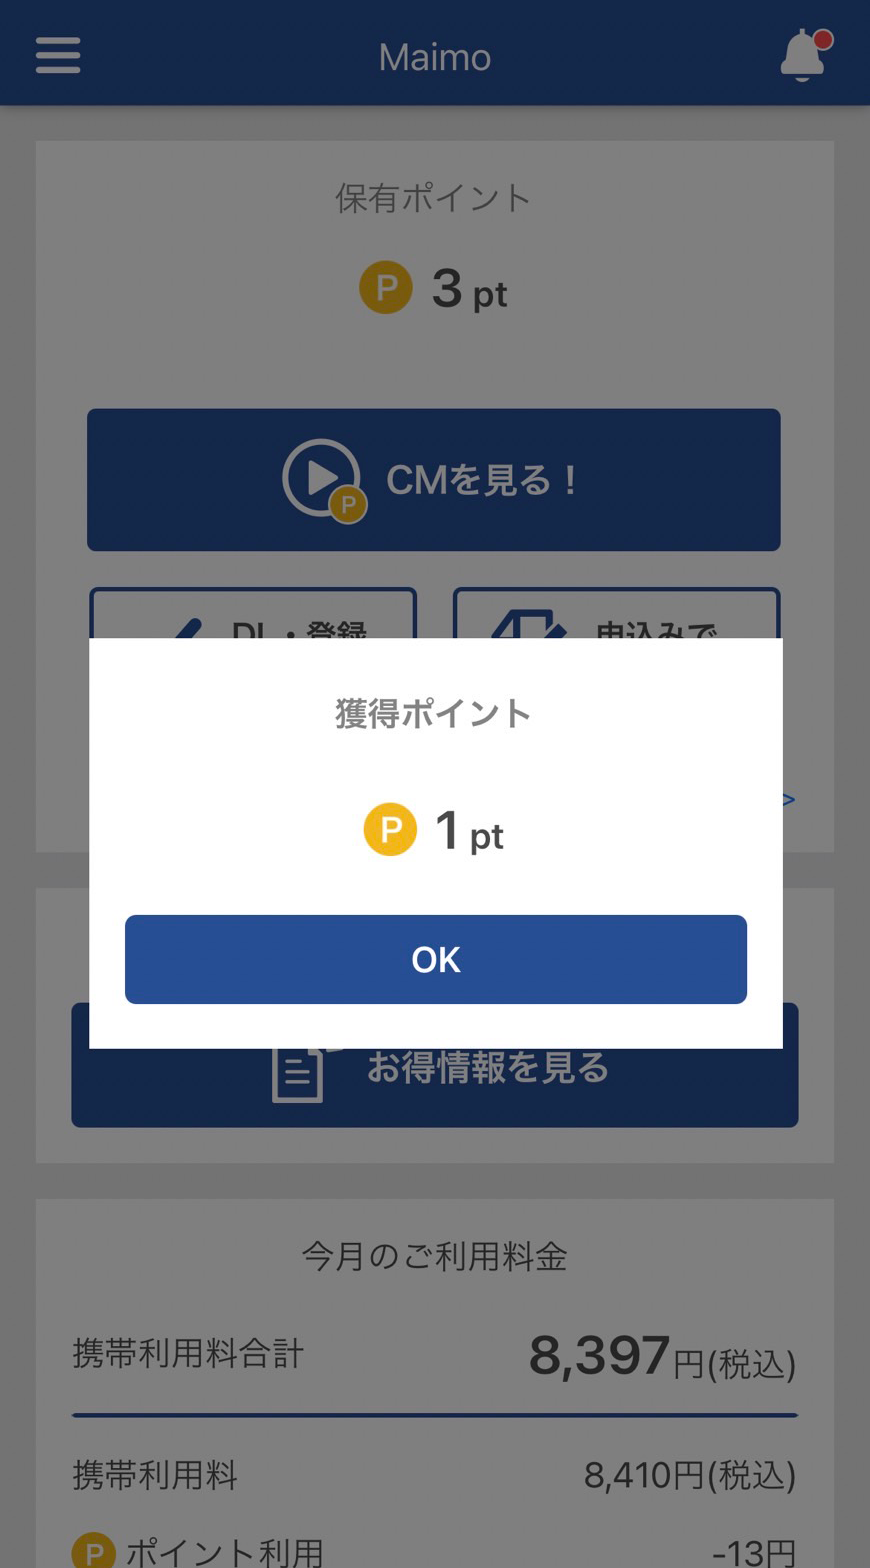 Maimo
保有ポイント
P 3 pt
CMを見る！
P
DL・登録
申込みで
獲得ポイント
P 1 pt
>
OK
お得情報を見る
今月のご利用料金
携帯利用料合計 8,397円(税込)
携帯利用料 8,410円(税込)
P ポイント利用 -13円